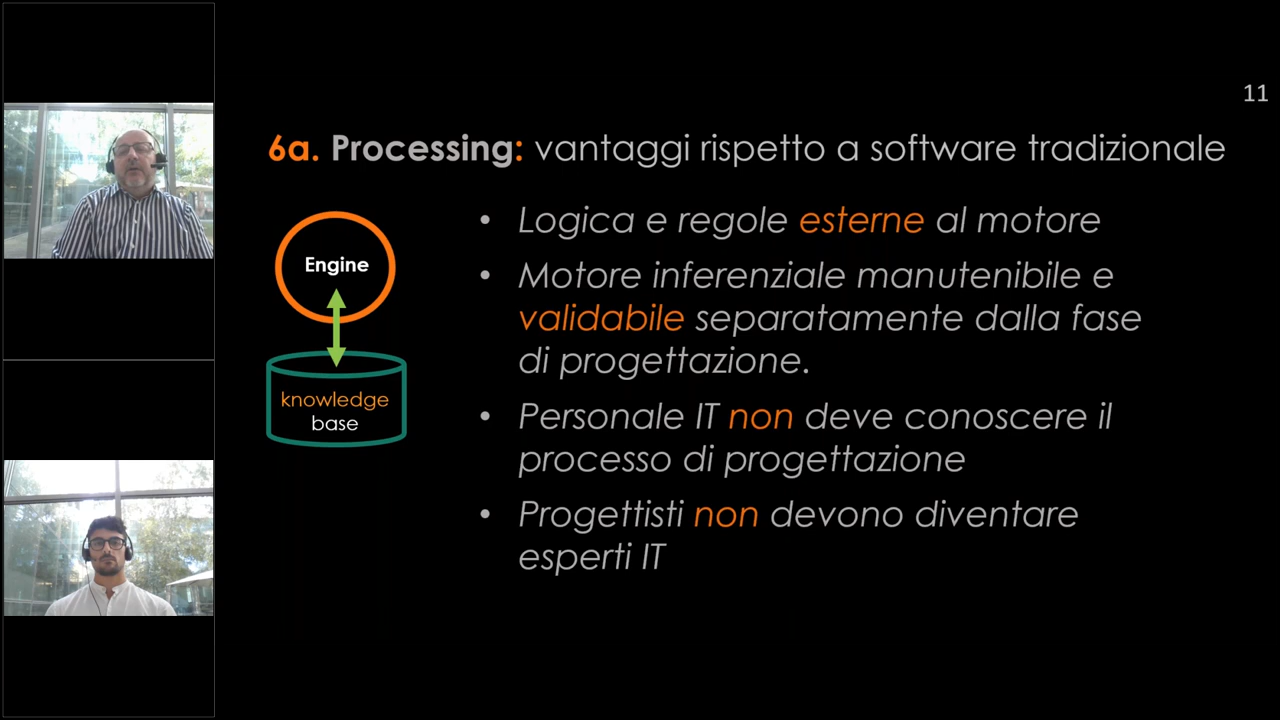 11
6a. Processing: vantaggi rispetto a software tradizionale
Engine
knowledge
base
• Logica e regole esterne al motore
• Motore inferenziale manutenibile e
validabile separatamente dalla fase
di progettazione.
• Personale IT non deve conoscere il
processo di progettazione
• Progettisti non devono diventare
esperti IT